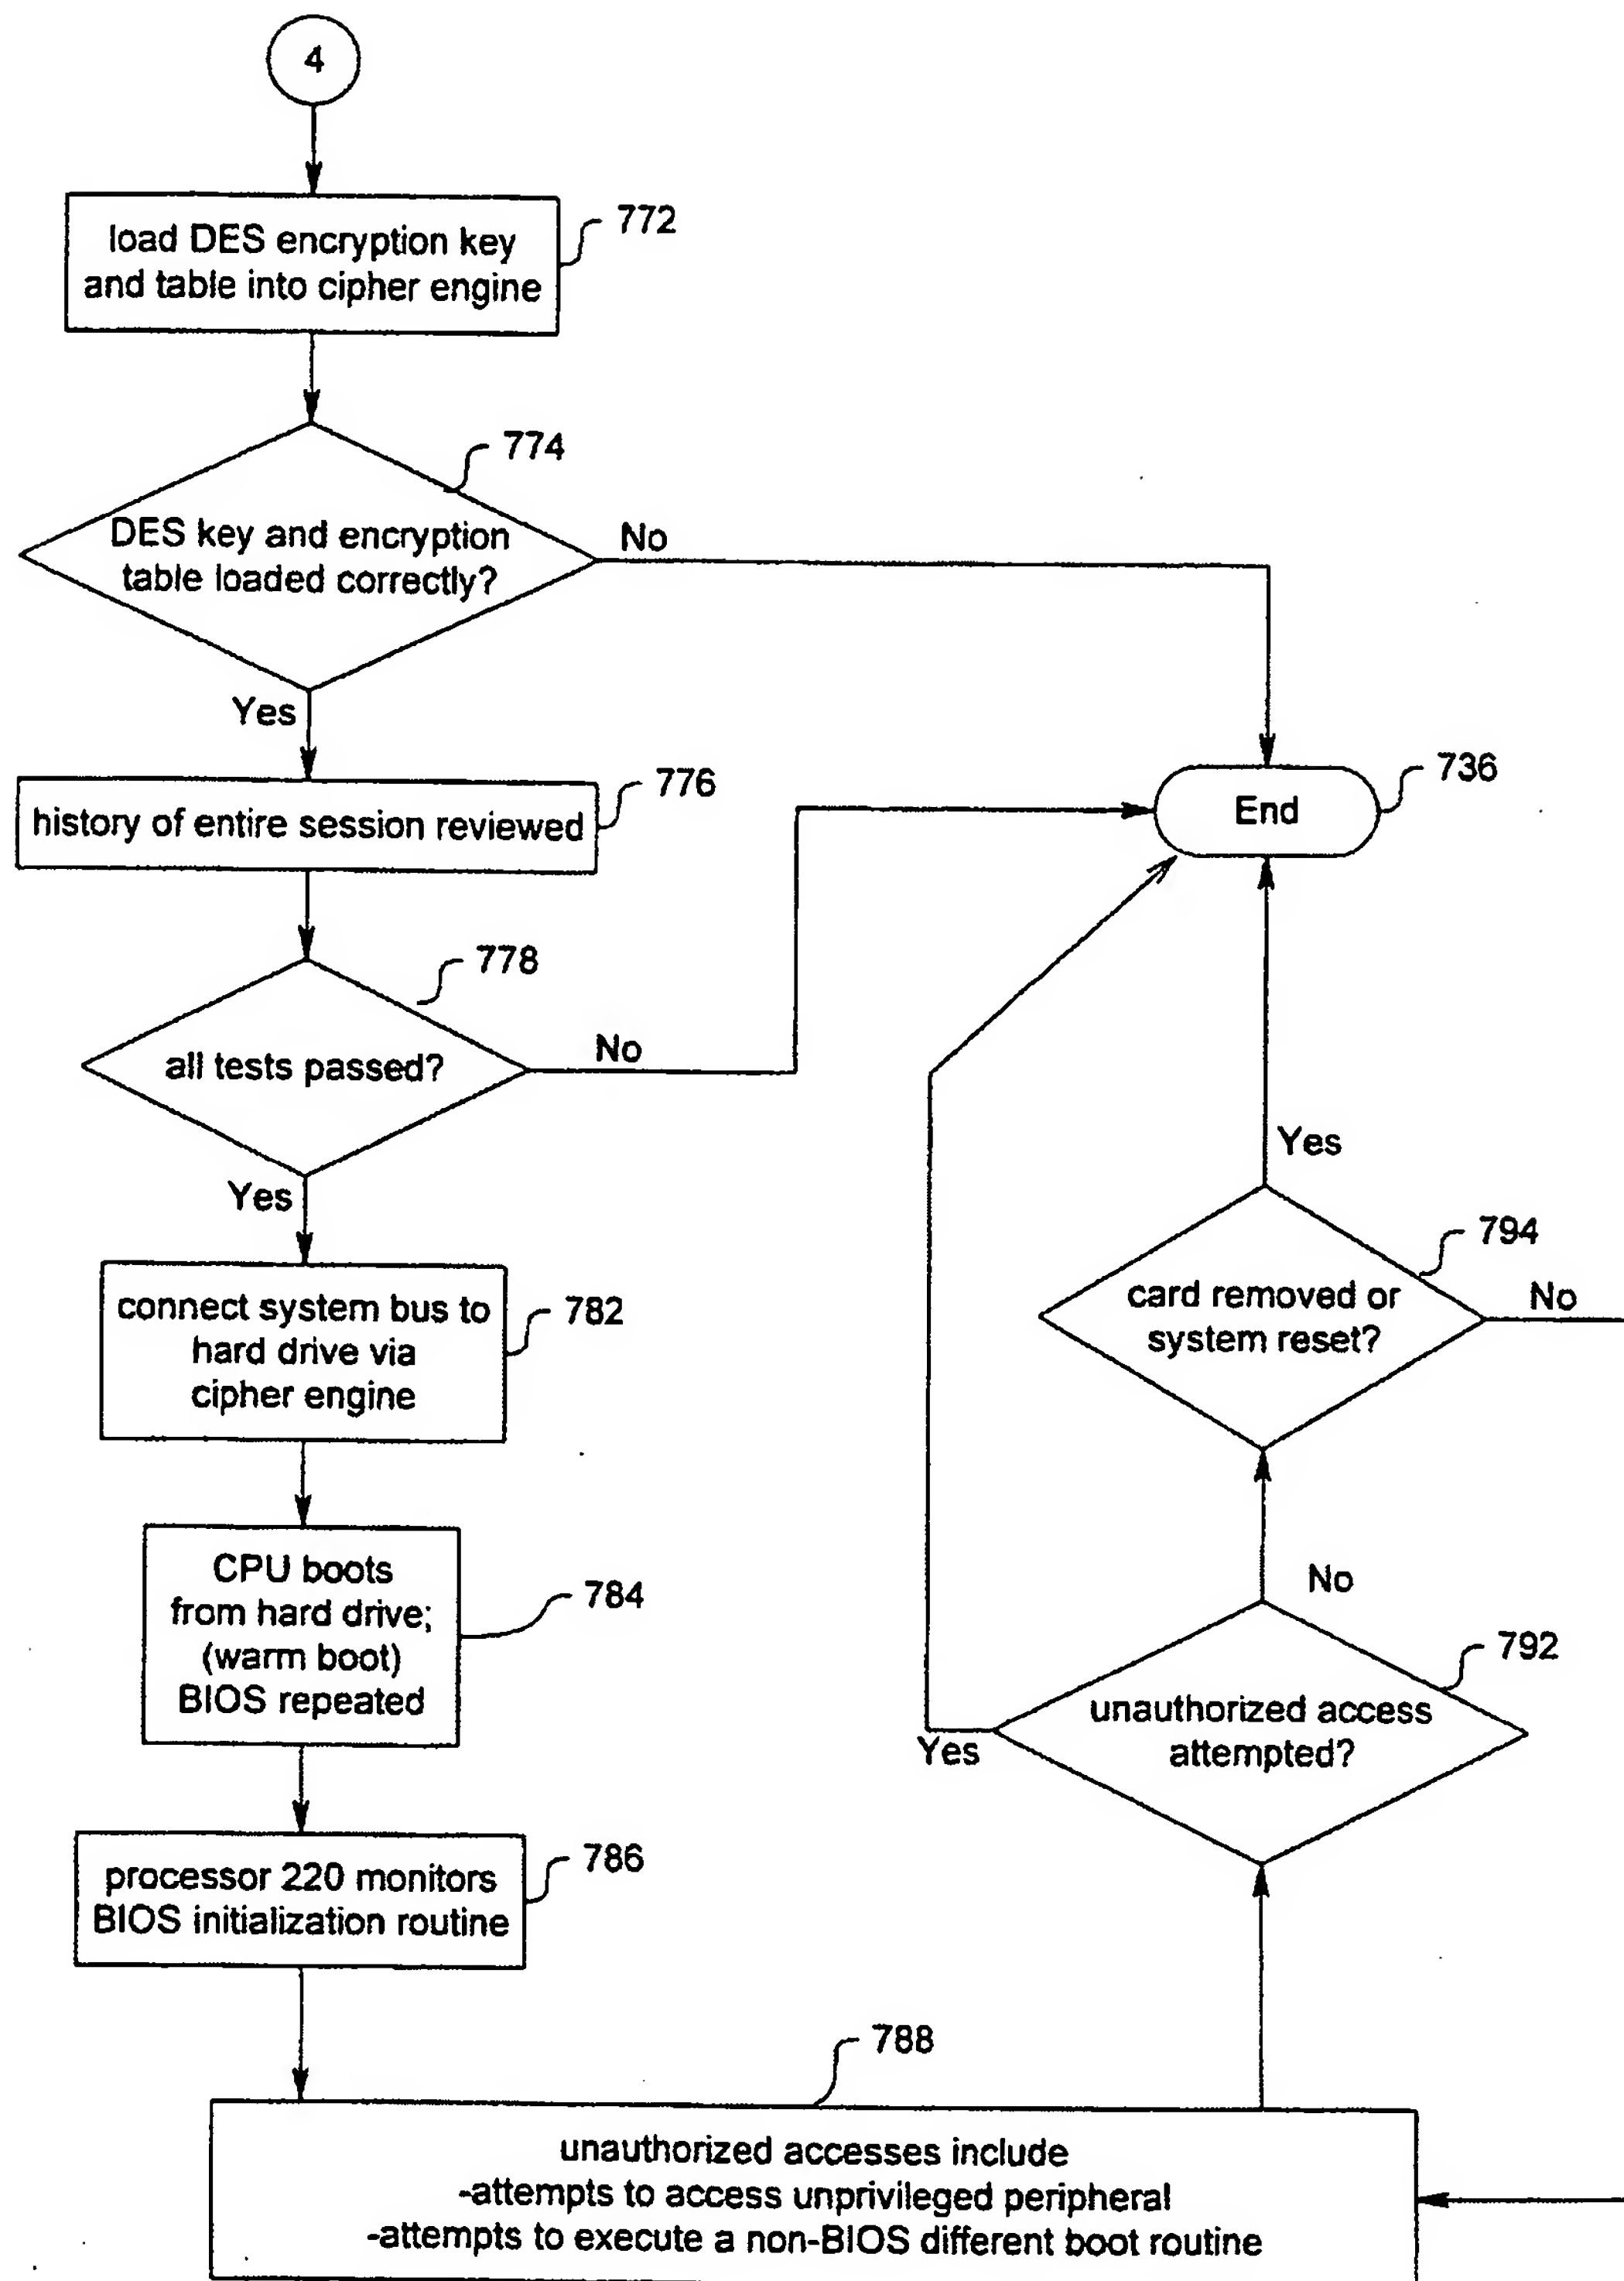 4
load DES encryption key
and table into cipher engine
772
DES key and encryption
table loaded correctly?
774
No
Yes
history of entire session reviewed
776
End
736
all tests passed?
778
No
Yes
connect system bus to
hard drive via
cipher engine
782
CPU boots
from hard drive;
(warm boot)
BIOS repeated
784
processor 220 monitors
BIOS initialization routine
786
unauthorized accesses include
-attempts to access unprivileged peripheral
-attempts to execute a non-BIOS different boot routine
788
unauthorized access
attempted?
792
Yes
No
card removed or
system reset?
794
Yes
No